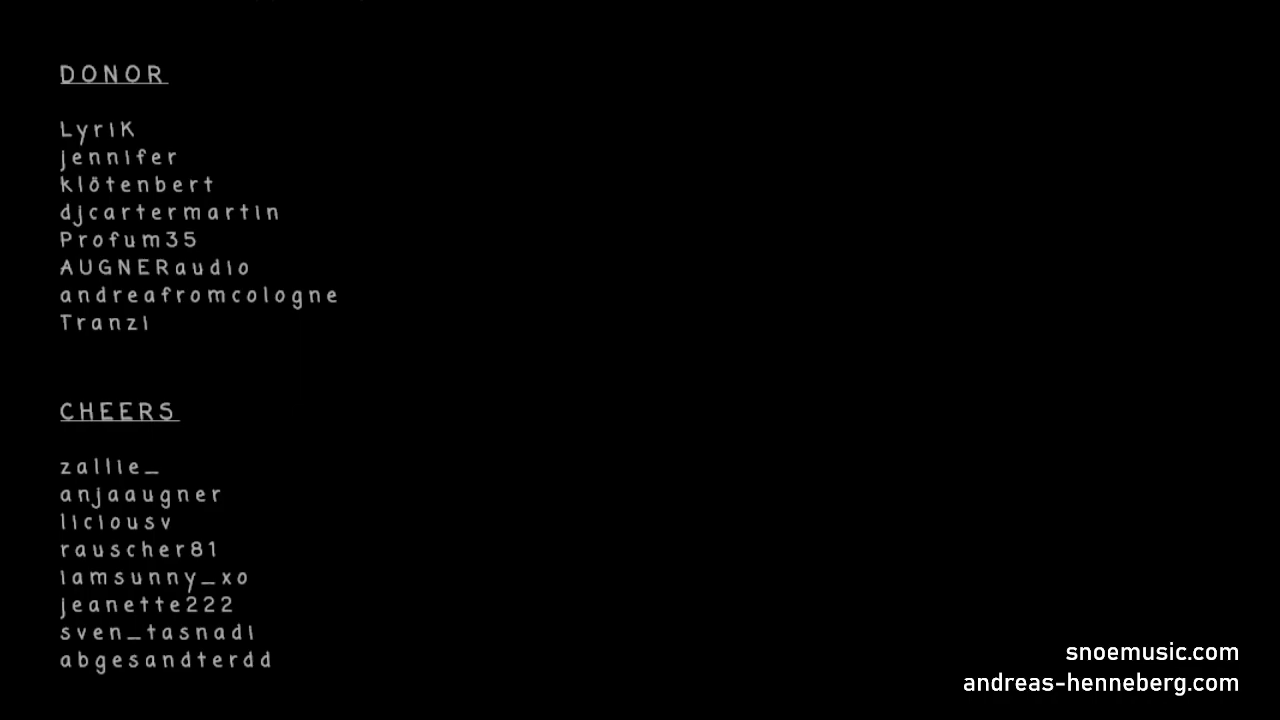 DONOR
Lyrik
jennifer
klötenbert
djcartermartin
Profum35
AUGNERaudio
andreafromcologne
Tranzi
CHEERS
zallie_
anjaaugner
liciousv
rauscher81
iamsunny_xo
jeanette222
sven_tasnadi
abgesandterdd
snoemusic.com
andreas-henneberg.com